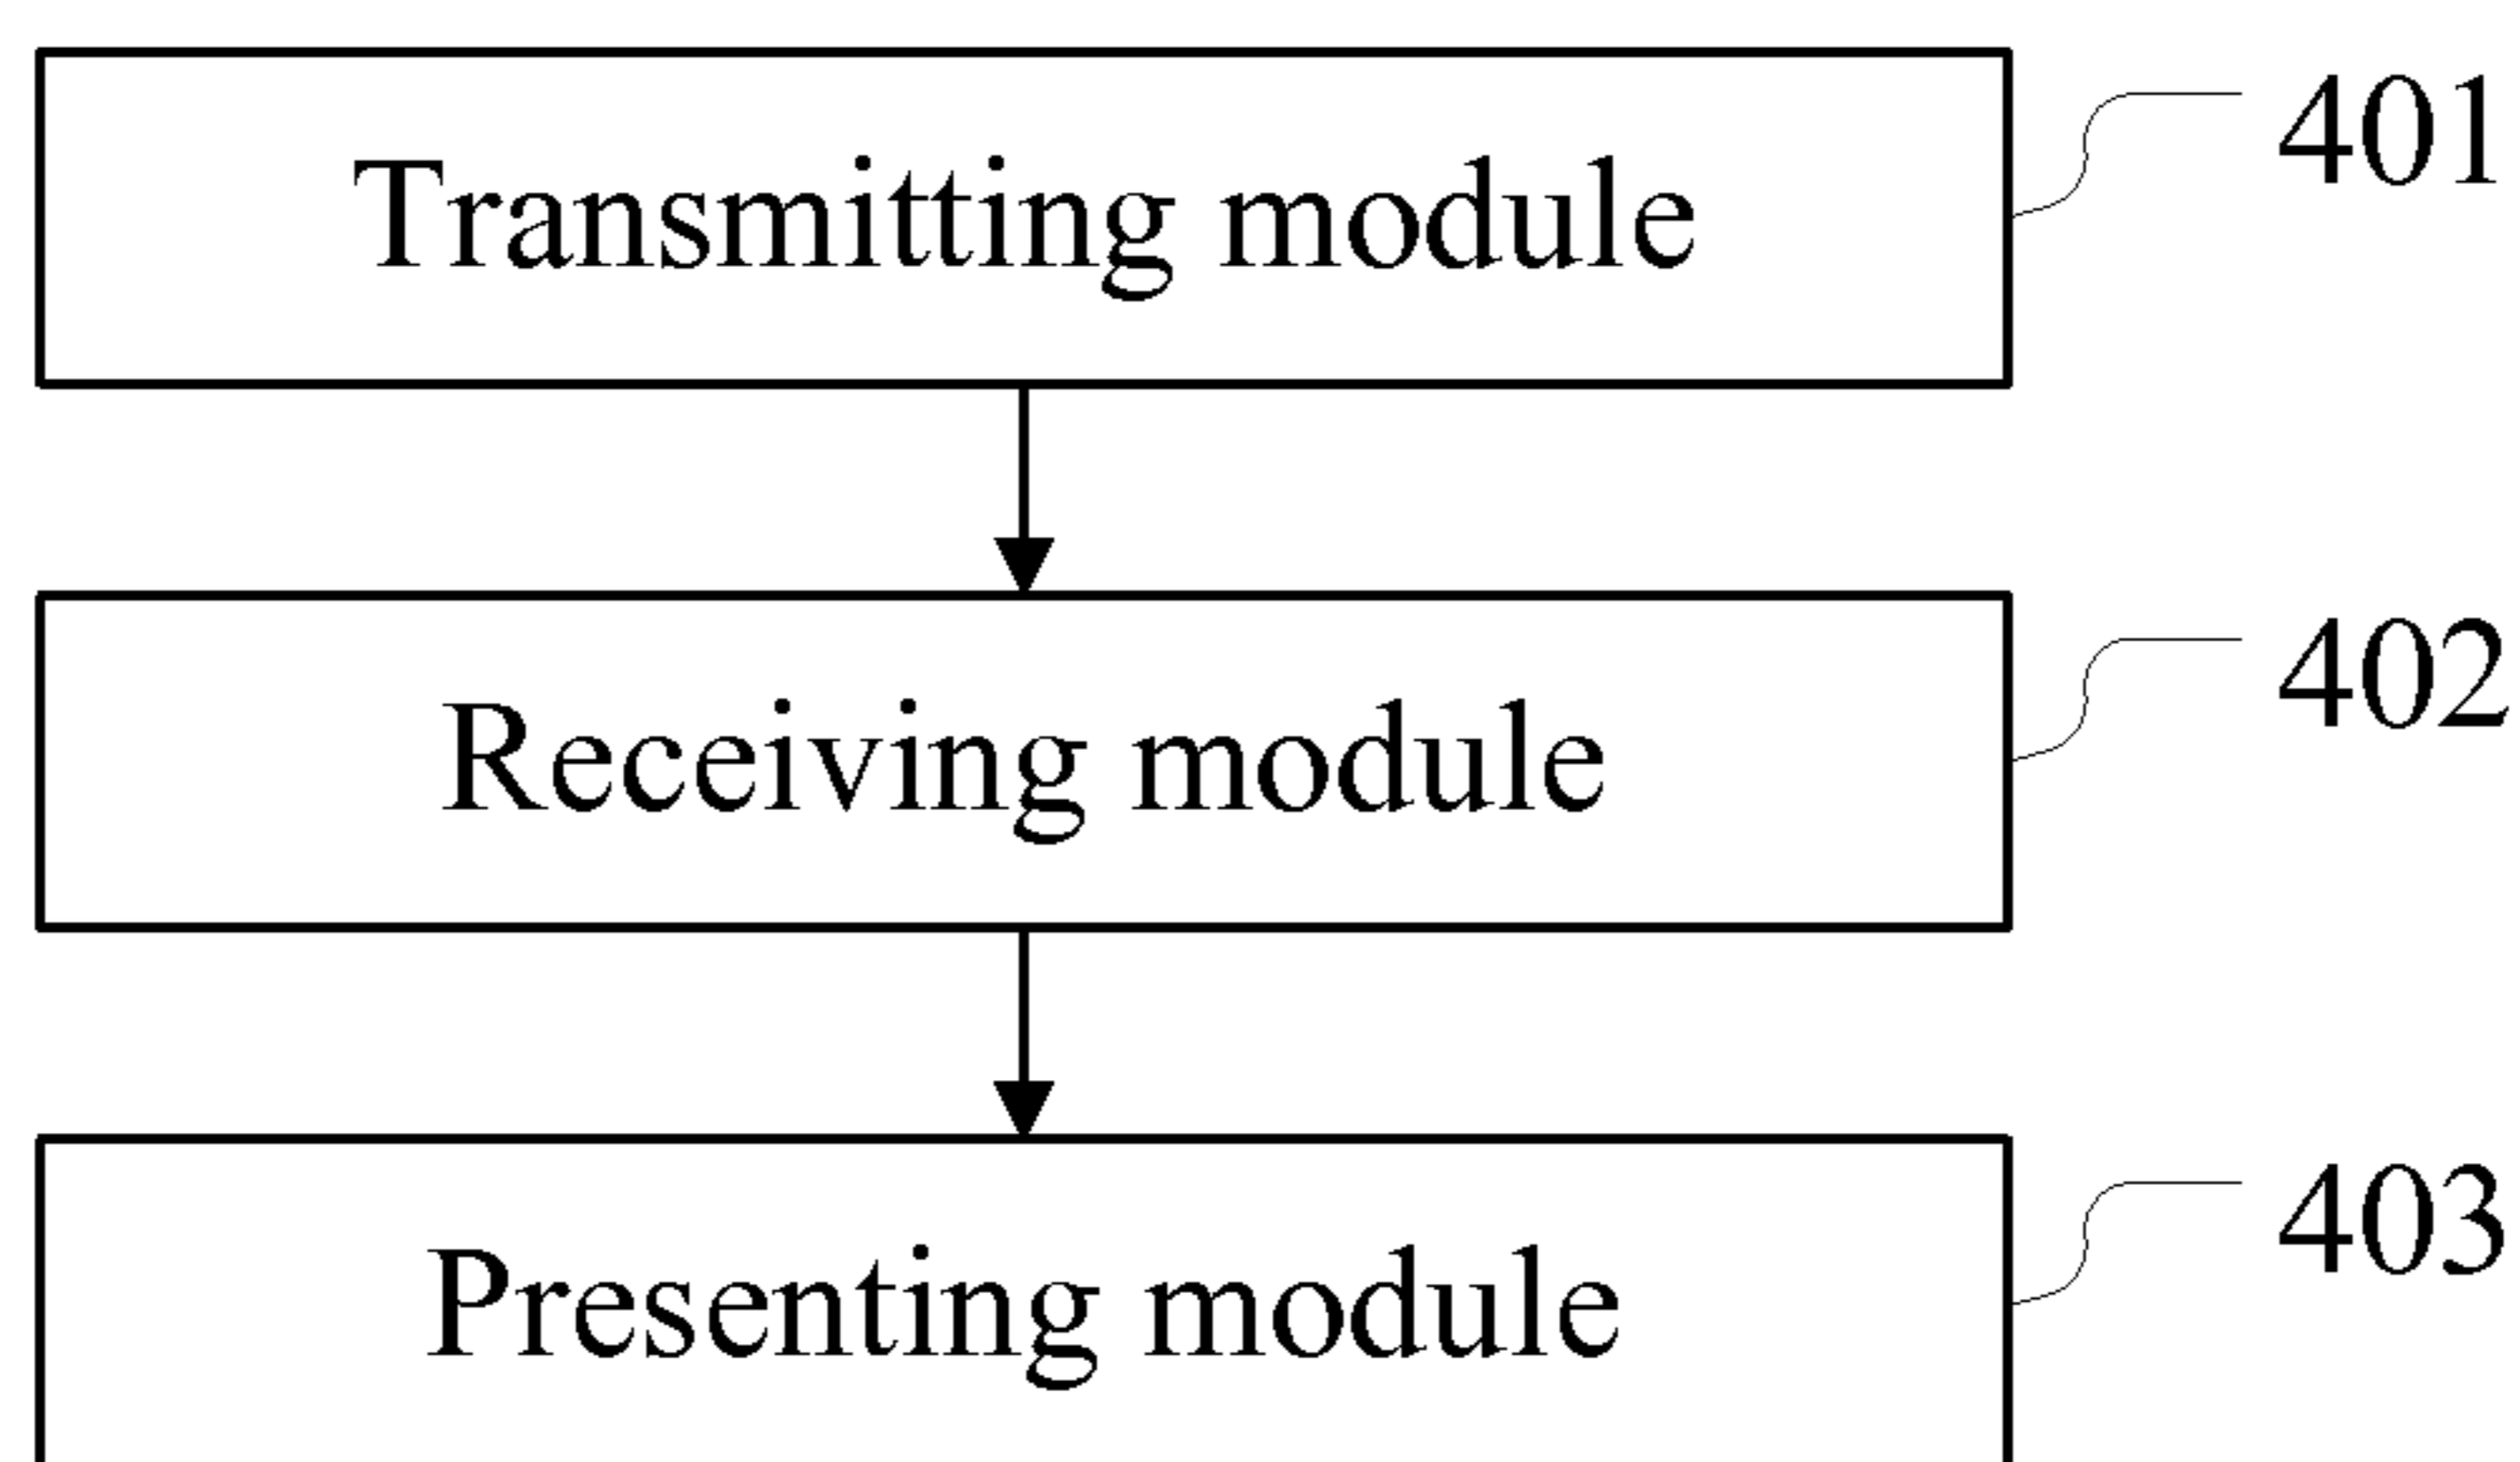 Transmitting module
401
Receiving module
402
Presenting module
403